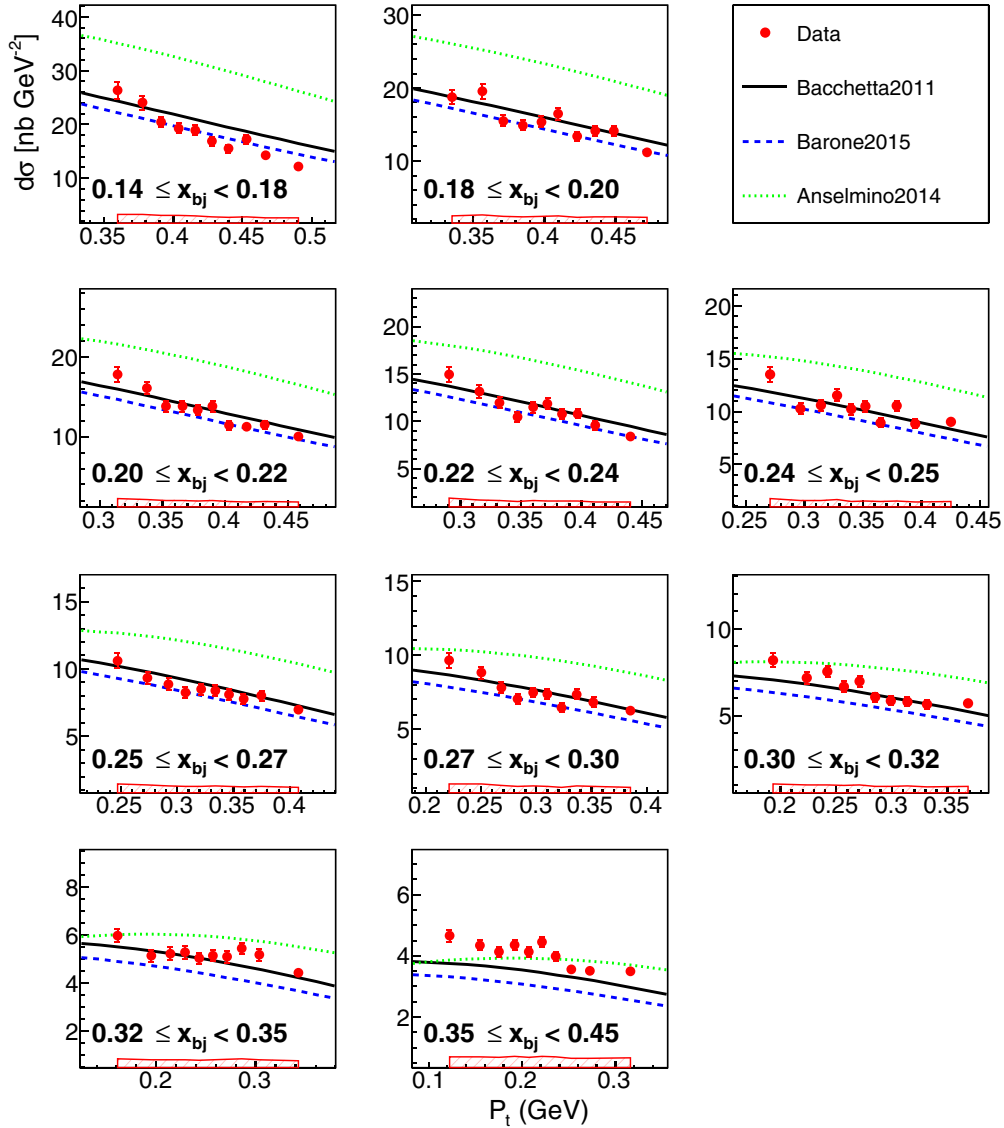 dσ [nb GeV⁻²]
40
30
20
10
0.14 ≤ x_bj < 0.18
0.35 0.4 0.45 0.5
30
20
10
0.18 ≤ x_bj < 0.20
0.35 0.4 0.45
Data
Bacchetta2011
Barone2015
Anselmino2014
20
10
0.20 ≤ x_bj < 0.22
0.3 0.35 0.4 0.45
20
15
10
5
0.22 ≤ x_bj < 0.24
0.3 0.35 0.4 0.45
20
15
10
5
0.24 ≤ x_bj < 0.25
0.25 0.3 0.35 0.4 0.45
15
10
5
0.25 ≤ x_bj < 0.27
0.25 0.3 0.35 0.4
15
10
5
0.27 ≤ x_bj < 0.30
0.2 0.25 0.3 0.35 0.4
10
5
0.30 ≤ x_bj < 0.32
0.2 0.25 0.3 0.35
8
6
4
2
0.32 ≤ x_bj < 0.35
0.2 0.3
6
4
2
0.35 ≤ x_bj < 0.45
0.1 0.2 0.3
P_t (GeV)